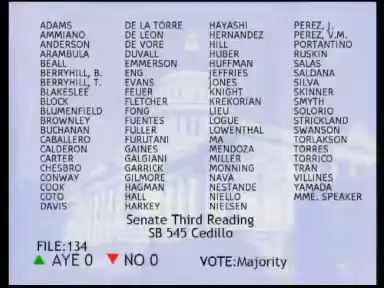 ADAMS DE LA TORRE HAYASHI PEREZ, J.
AMMIANO DE LEON HERNANDEZ PEREZ, V.M.
ANDERSON DE VORE HILL PORTANTINO
ARAMBULA DUVALL HUBER RUSKIN
BEALL EMMERSON HUFFMAN SALAS
BERRYHILL, B. ENG JEFFRIES SALDANA
BERRYHILL, T. EVANS JONES SILVA
BLAKESLEE FEUER KNIGHT SKINNER
BLOCK FLETCHER KREKORIAN SMYTH
BLUMENFIELD FONG LIEU SOLORIO
BROWNLEY FUENTES LOGUE STRICKLAND
BUCHANAN FULLER LOWENTHAL SWANSON
CABALLERO FURUTANI MA TORLAKSON
CALDERON GAINES MENDOZA TORRES
CARTER GALGIANI MILLER TORRICO
CHESBRO GARRICK MONNING TRAN
CONWAY GILMORE NAVA VILLINES
COOK HAGMAN NESTANDE YAMADA
COTO HALL NIELLO MME. SPEAKER
DAVIS HARKEY NIELSEN
Senate Third Reading
SB 545 Cedillo
FILE:134
AYE 0 NO 0 VOTE:Majority